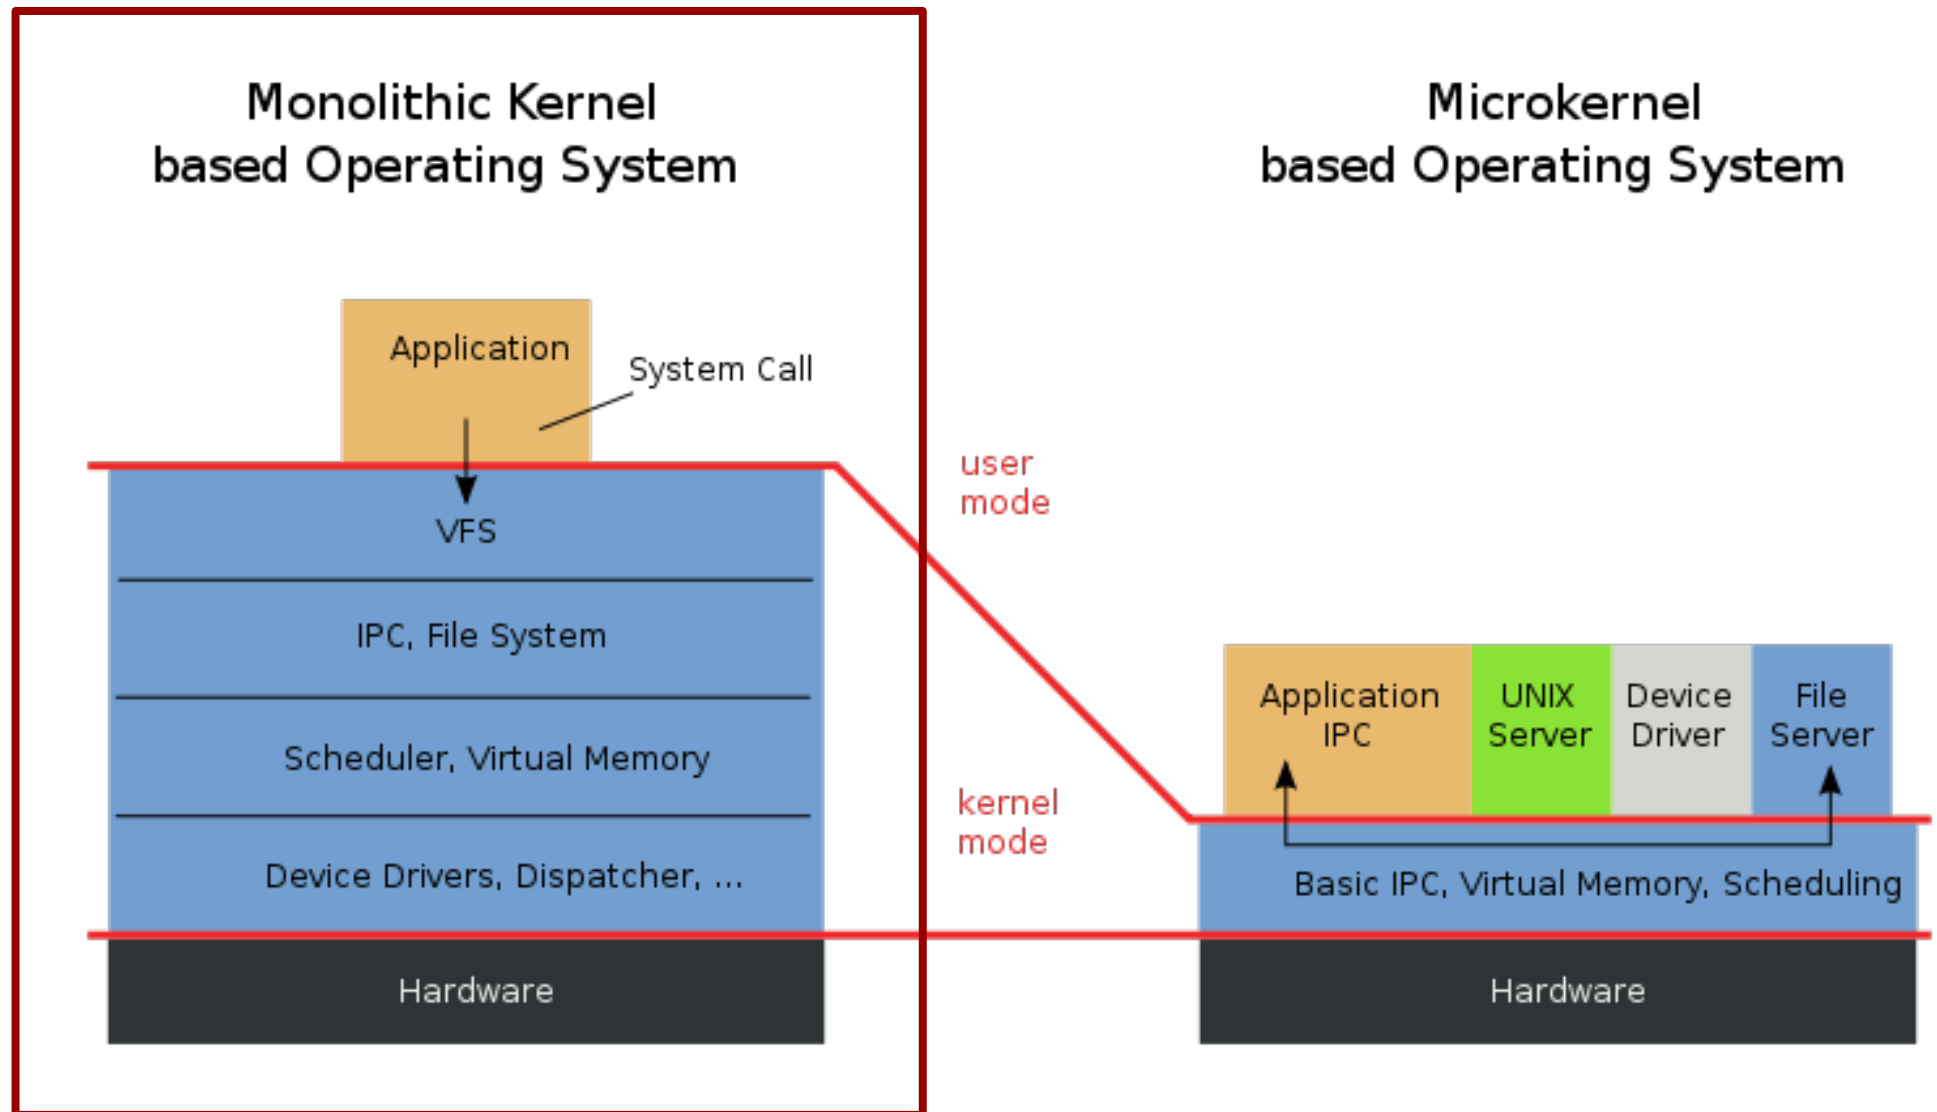 Monolithic Kernel
based Operating System
Application
System Call
VFS
IPC, File System
Scheduler, Virtual Memory
Device Drivers, Dispatcher, ...
Hardware
user
mode
kernel
mode
Microkernel
based Operating System
Application
IPC
UNIX
Server
Device
Driver
File
Server
Basic IPC, Virtual Memory, Scheduling
Hardware